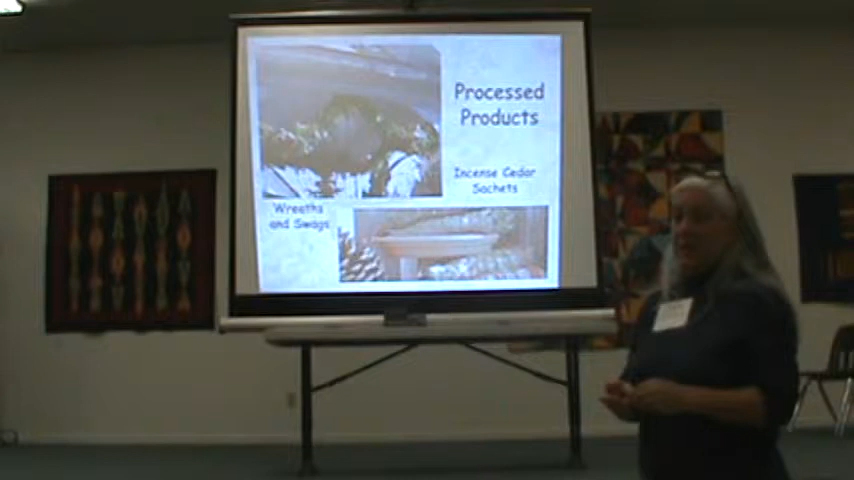 Processed
Products
Incense Cedar
Sachets
Wreaths
and Swags